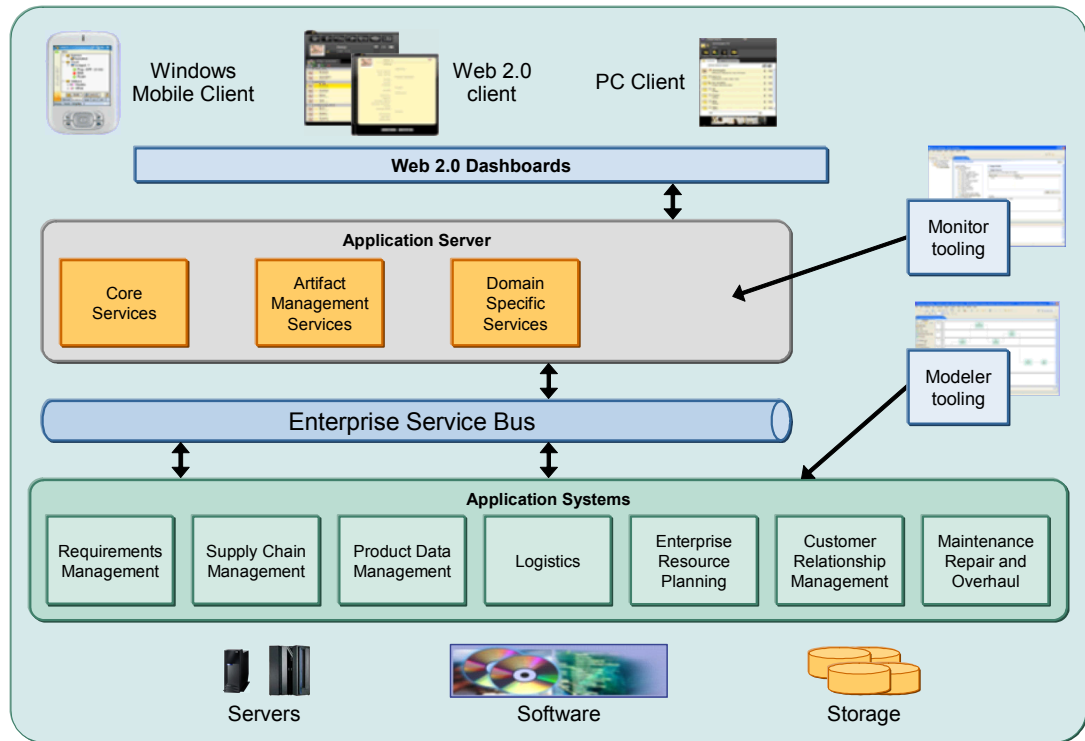 Windows
Mobile Client
Web 2.0
client
PC Client
Web 2.0 Dashboards
Monitor
tooling
Application Server
Core
Services
Artifact
Management
Services
Domain
Specific
Services
Modeler
tooling
Enterprise Service Bus
Application Systems
Requirements
Management
Supply Chain
Management
Product Data
Management
Logistics
Enterprise
Resource
Planning
Customer
Relationship
Management
Maintenance
Repair and
Overhaul
Servers
Software
Storage